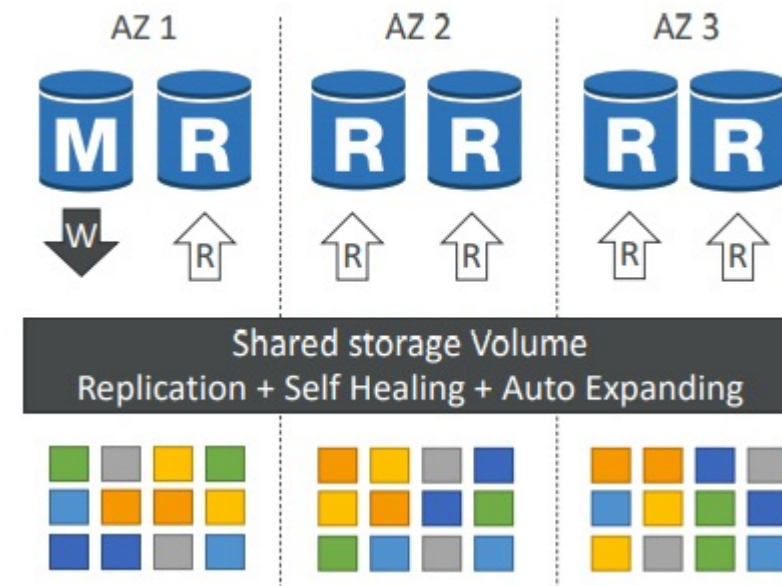 AZ 1 AZ 2 AZ 3
M R R R R R
W R R R R R
Shared storage Volume
Replication + Self Healing + Auto Expanding